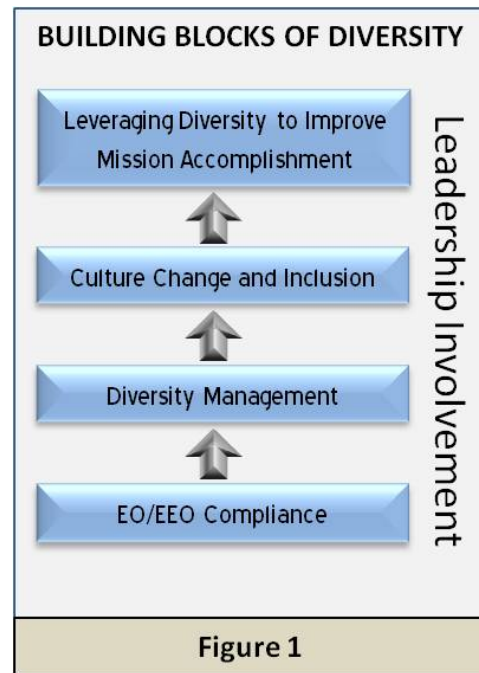 BUILDING BLOCKS OF DIVERSITY
Leveraging Diversity to Improve
Mission Accomplishment
Culture Change and Inclusion
Diversity Management
EO/EEO Compliance
Leadership Involvement
Figure 1